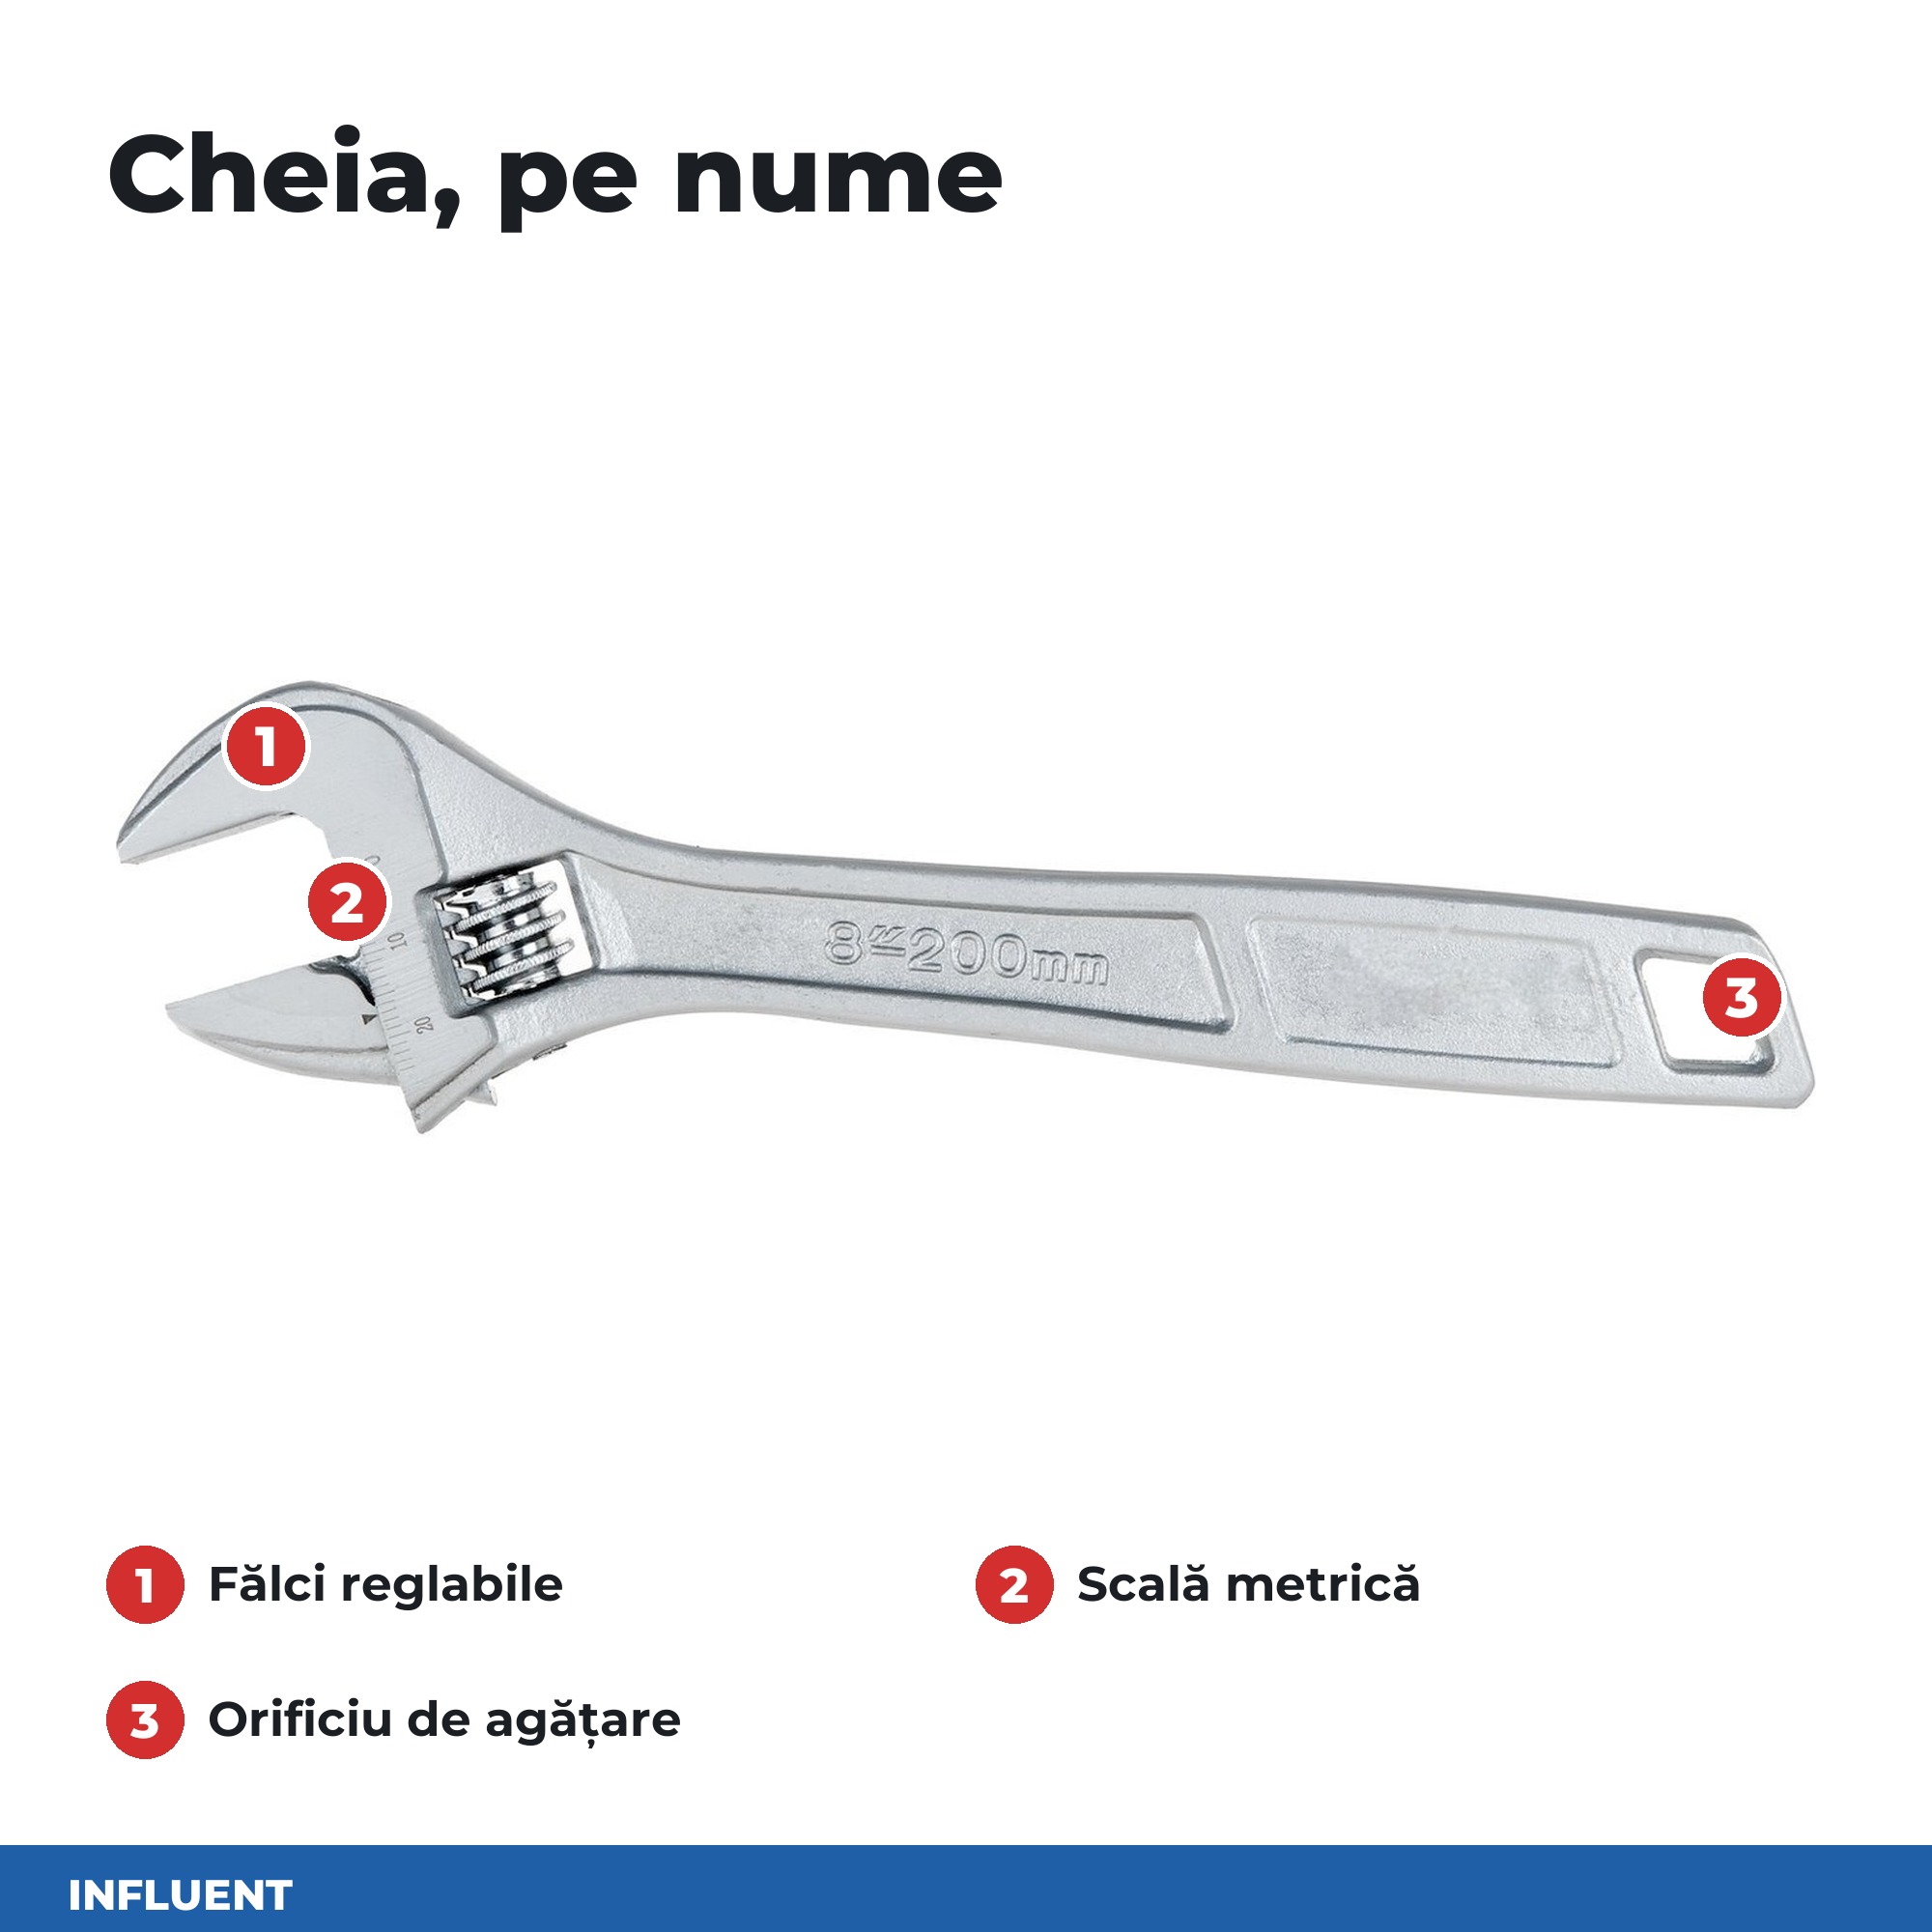 Cheia, pe nume
1
2
10
20
8"200mm
3
1 Fălci reglabile
2 Scală metrică
3 Orificiu de agățare
INFLUENT